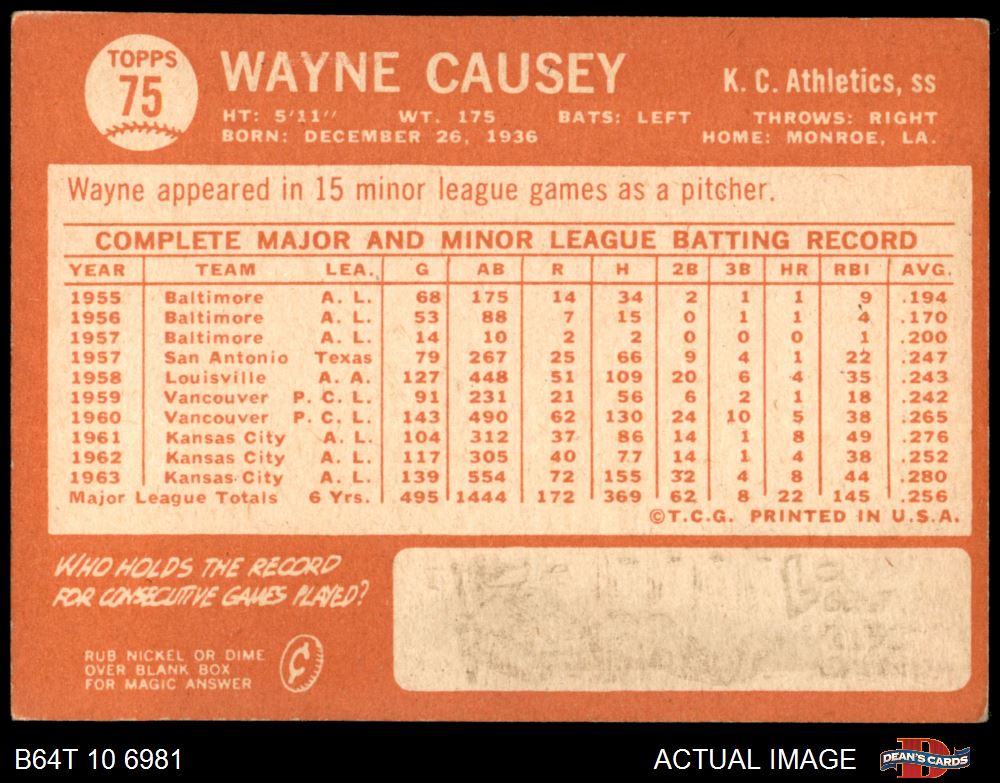 TOPPS
75
WAYNE CAUSEY
K. C. Athletics, ss
HT: 5'11" WT. 175 BATS: LEFT THROWS: RIGHT
BORN: DECEMBER 26, 1936 HOME: MONROE, LA.
Wayne appeared in 15 minor league games as a pitcher.
COMPLETE MAJOR AND MINOR LEAGUE BATTING RECORD
YEAR TEAM LEA. G AB R H 2B 3B HR RBI AVG.
1955 Baltimore A. L. 68 175 14 34 2 1 1 9 .194
1956 Baltimore A. L. 53 88 7 15 0 1 1 4 .170
1957 Baltimore A. L. 14 10 2 2 0 0 0 1 .200
1957 San Antonio Texas 79 267 25 66 9 4 1 22 .247
1958 Louisville A. A. 127 448 51 109 20 6 4 35 .243
1959 Vancouver P. C. L. 91 231 21 56 6 2 1 18 .242
1960 Vancouver P. C. L. 143 490 62 130 24 10 5 38 .265
1961 Kansas City A. L. 104 312 37 86 14 1 8 49 .276
1962 Kansas City A. L. 117 305 40 77 14 1 4 38 .252
1963 Kansas City A. L. 139 554 72 155 32 4 8 44 .280
Major League Totals 6 Yrs. 495 1444 172 369 62 8 22 145 .256
©T.C.G. PRINTED IN U.S.A.
WHO HOLDS THE RECORD
FOR CONSECUTIVE GAMES PLAYED?
RUB NICKEL OR DIME
OVER BLANK BOX
FOR MAGIC ANSWER
¢
B64T 10 6981
ACTUAL IMAGE
DEAN'S CARDS